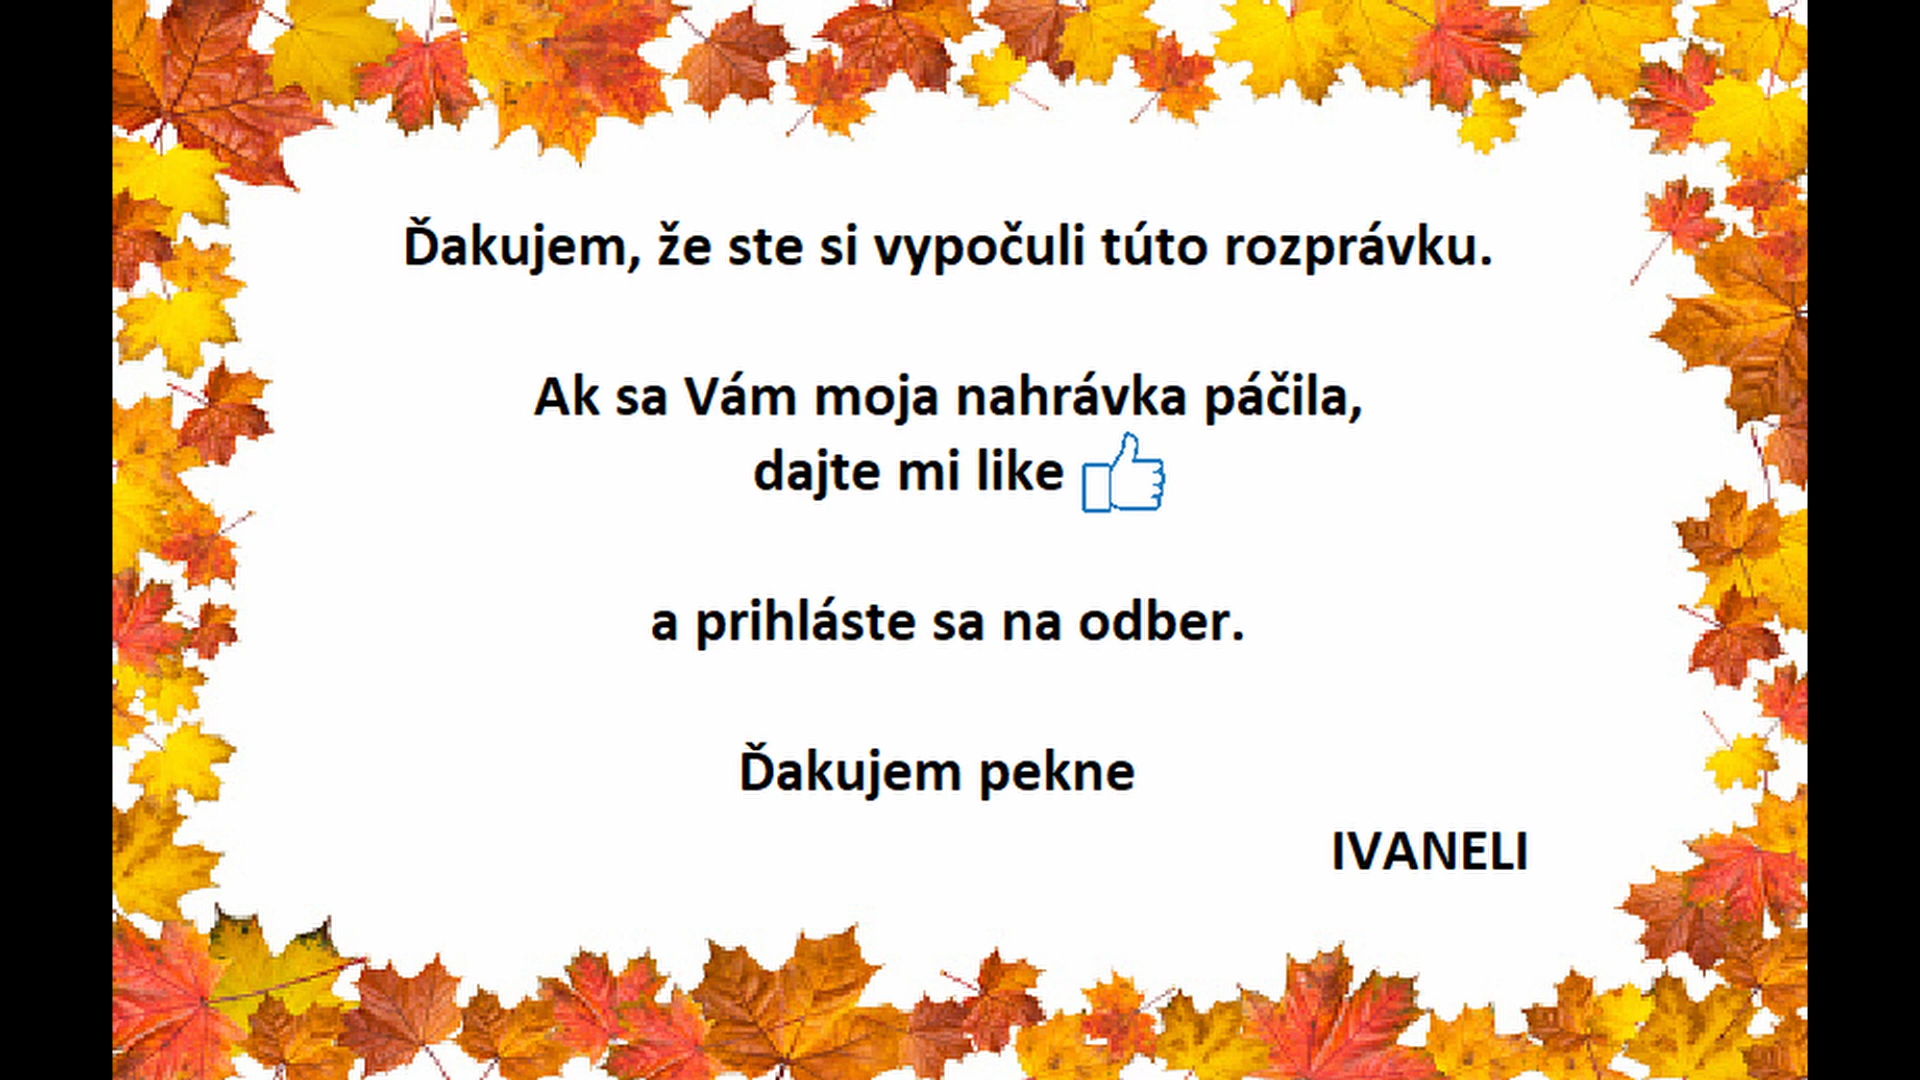 Ďakujem, že ste si vypočuli túto rozprávku.
Ak sa Vám moja nahrávka páčila,
dajte mi like
a prihláste sa na odber.
Ďakujem pekne
IVANELI